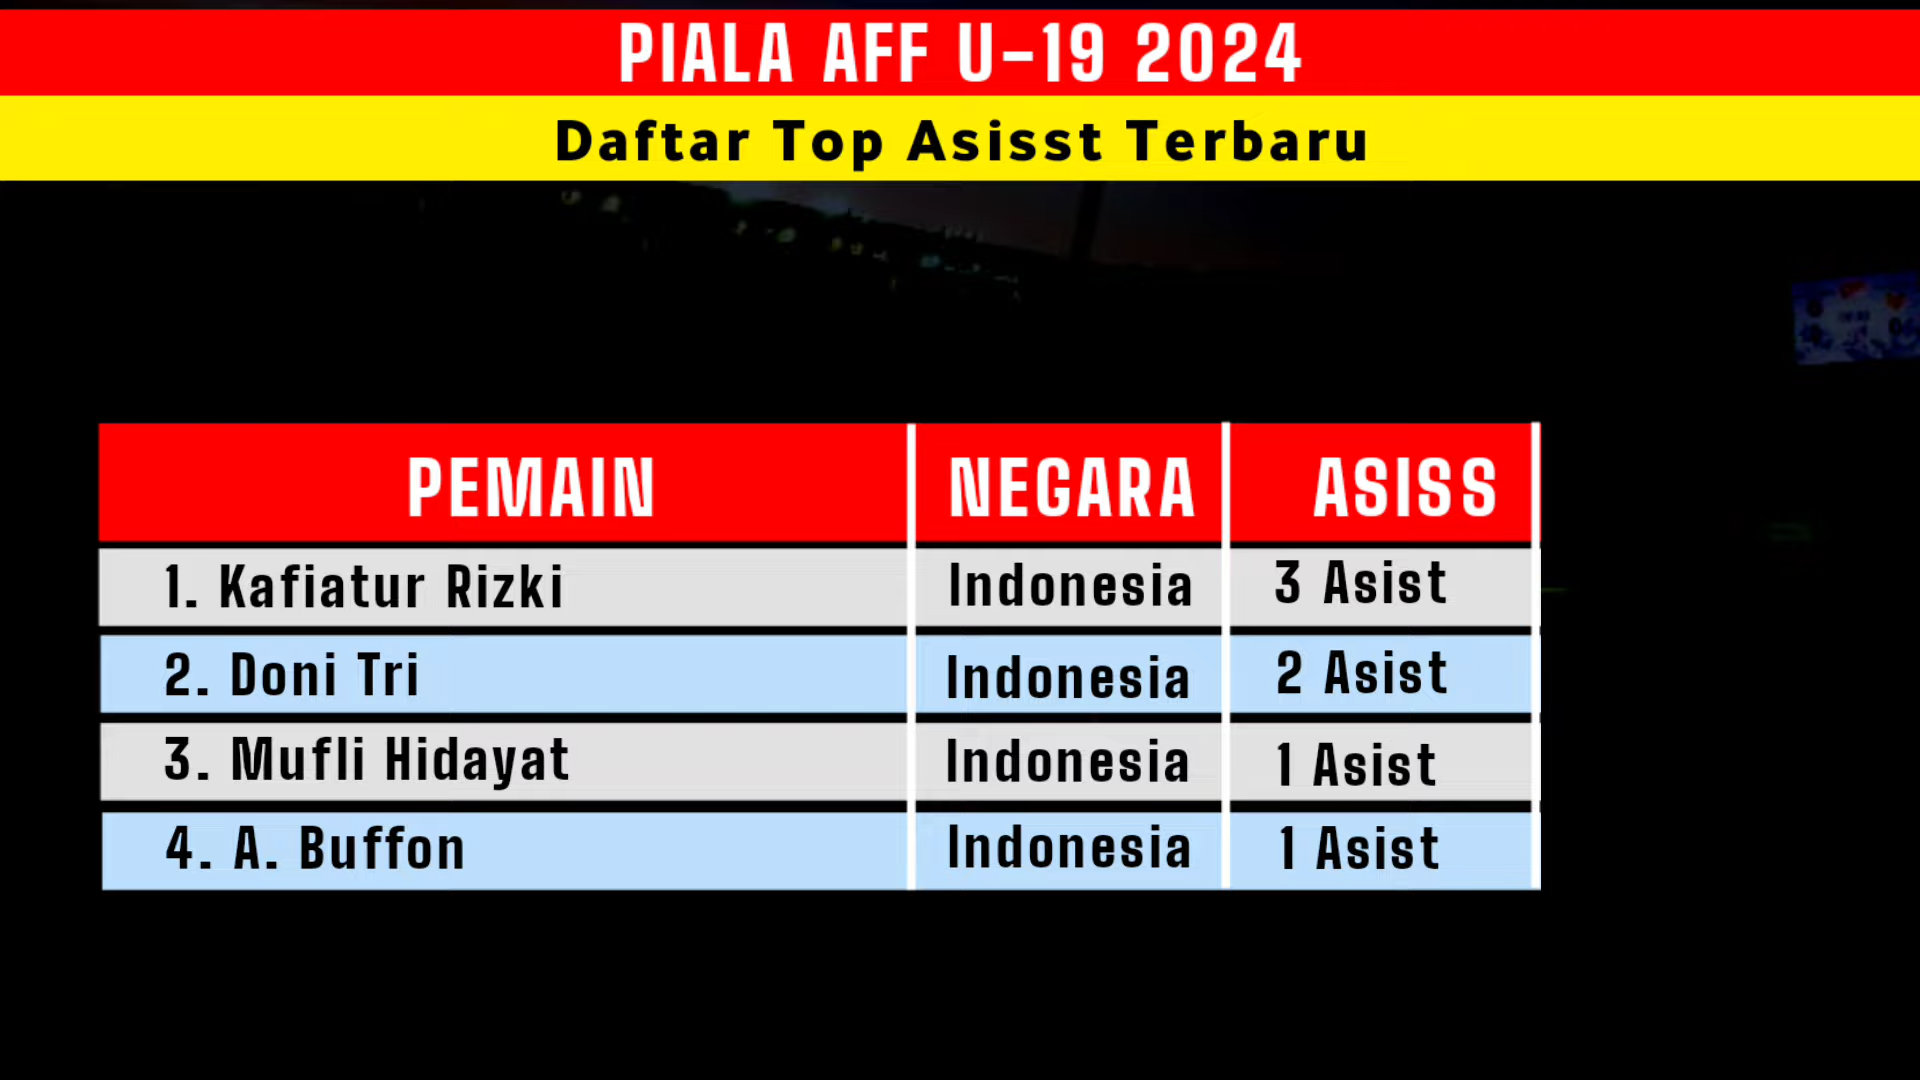 PIALA AFF U-19 2024
Daftar Top Asisst Terbaru
PEMAIN NEGARA ASISS
1. Kafiatur Rizki Indonesia 3 Asist
2. Doni Tri Indonesia 2 Asist
3. Mufli Hidayat Indonesia 1 Asist
4. A. Buffon Indonesia 1 Asist